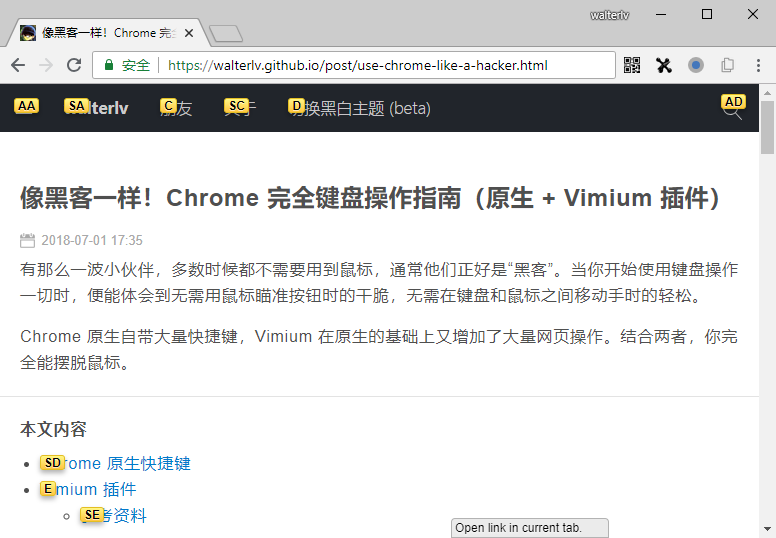 walterlv
像黑客一样！Chrome 完
安全 https://walterlv.github.io/post/use-chrome-like-a-hacker.html
AA SA lterlv C 友 SC D 换黑白主题 (beta) AD
像黑客一样！Chrome 完全键盘操作指南（原生 + Vimium 插件）
2018-07-01 17:35
有那么一波小伙伴，多数时候都不需要用到鼠标，通常他们正好是“黑客”。当你开始使用键盘操作
一切时，便能体会到无需用鼠标瞄准按钮时的干脆，无需在键盘和鼠标之间移动手时的轻松。
Chrome 原生自带大量快捷键，Vimium 在原生的基础上又增加了大量网页操作。结合两者，你完
全能摆脱鼠标。
本文内容
SD rome 原生快捷键
E mium 插件
SE 考资料
Open link in current tab.